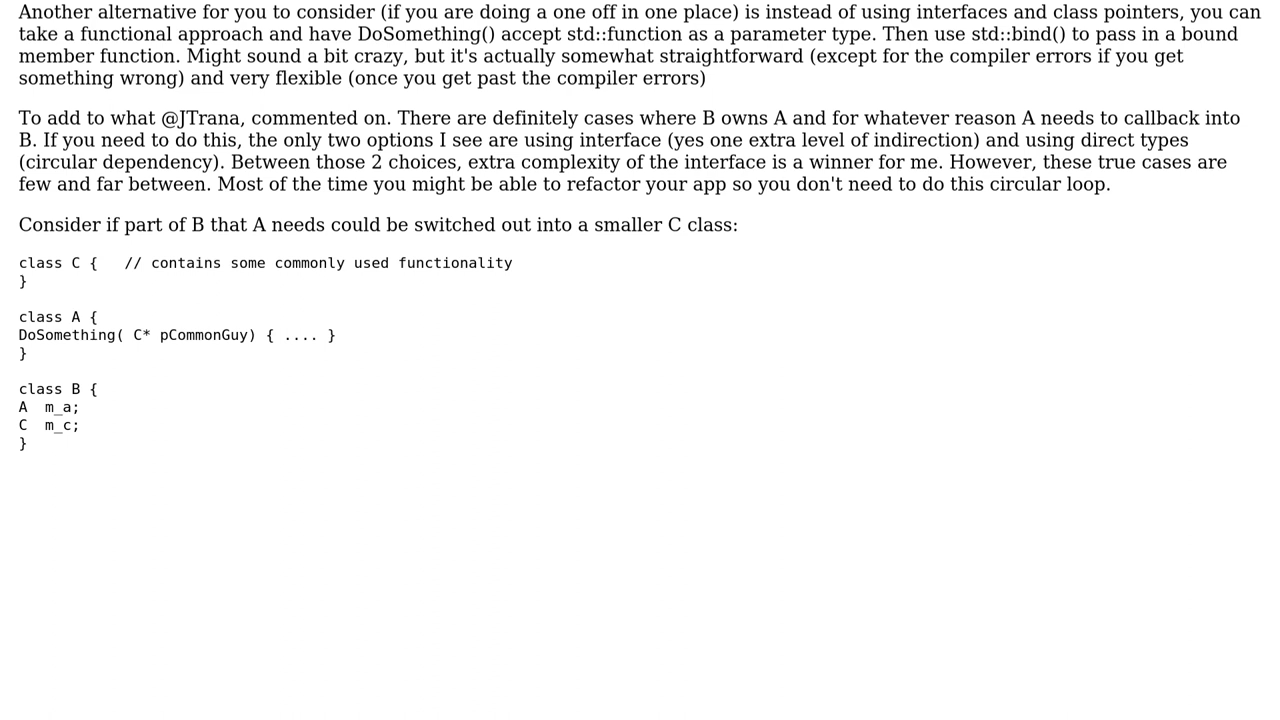 Another alternative for you to consider (if you are doing a one off in one place) is instead of using interfaces and class pointers, you can
take a functional approach and have DoSomething() accept std::function as a parameter type. Then use std::bind() to pass in a bound
member function. Might sound a bit crazy, but it's actually somewhat straightforward (except for the compiler errors if you get
something wrong) and very flexible (once you get past the compiler errors)
To add to what @JTrana, commented on. There are definitely cases where B owns A and for whatever reason A needs to callback into
B. If you need to do this, the only two options I see are using interface (yes one extra level of indirection) and using direct types
(circular dependency). Between those 2 choices, extra complexity of the interface is a winner for me. However, these true cases are
few and far between. Most of the time you might be able to refactor your app so you don't need to do this circular loop.
Consider if part of B that A needs could be switched out into a smaller C class:
class C {   // contains some commonly used functionality
}
class A {
DoSomething( C* pCommonGuy) { .... }
}
class B {
A  m_a;
C  m_c;
}